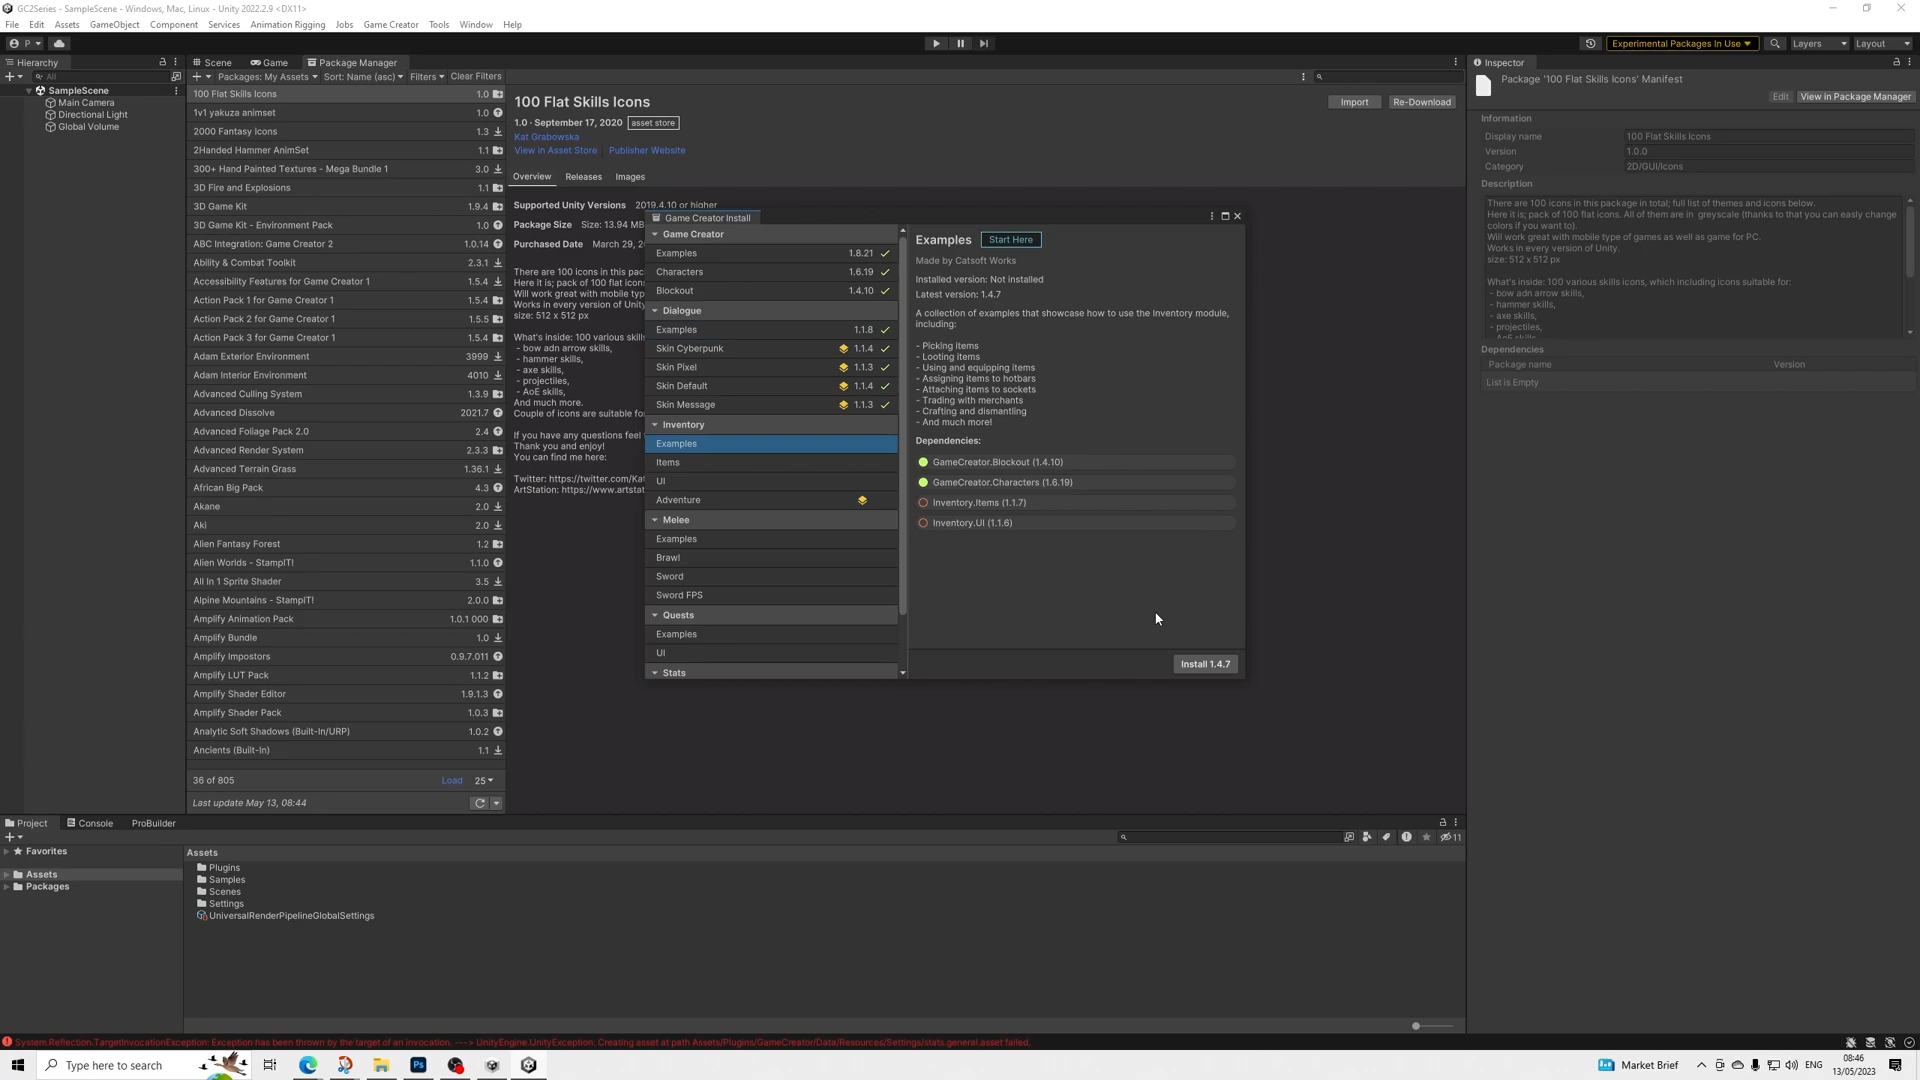 GC2Series - SampleScene - Windows, Mac, Linux - Unity 2022.2.9 <DX11>
File Edit Assets GameObject Component Services Animation Rigging Jobs Game Creator Tools Window Help
P Experimental Packages In Use Layers Layout
Hierarchy
All
SampleScene
Main Camera
Directional Light
Global Volume
Scene Game Package Manager
Packages: My Assets Sort: Name (asc) Filters Clear Filters
100 Flat Skills Icons 1.0
1v1 yakuza animset 1.0
2000 Fantasy Icons 1.3
2Handed Hammer AnimSet 1.1
300+ Hand Painted Textures - Mega Bundle 1 3.0
3D Fire and Explosions 1.1
3D Game Kit 1.9.4
3D Game Kit - Environment Pack 1.0
ABC Integration: Game Creator 2 1.0.14
Ability & Combat Toolkit 2.3.1
Accessibility Features for Game Creator 1 1.5.4
Action Pack 1 for Game Creator 1 1.5.4
Action Pack 2 for Game Creator 1 1.5.5
Action Pack 3 for Game Creator 1 1.5.4
Adam Exterior Environment 3999
Adam Interior Environment 4010
Advanced Culling System 1.3.9
Advanced Dissolve 2021.7
Advanced Foliage Pack 2.0 2.4
Advanced Render System 2.3.3
Advanced Terrain Grass 1.36.1
African Big Pack 4.3
Akane 2.0
Aki 2.0
Alien Fantasy Forest 1.2
Alien Worlds - StampIT! 1.1.0
All In 1 Sprite Shader 3.5
Alpine Mountains - StampIT! 2.0.0
Amplify Animation Pack 1.0.1 000
Amplify Bundle 1.0
Amplify Impostors 0.9.7.011
Amplify LUT Pack 1.1.2
Amplify Shader Editor 1.9.1.3
Amplify Shader Pack 1.0.3
Analytic Soft Shadows (Built-In/URP) 1.0.2
Ancients (Built-In) 1.1
36 of 805 Load 25
Last update May 13, 08:44
100 Flat Skills Icons Import Re-Download
1.0 · September 17, 2020 asset store
Kat Grabowska
View in Asset Store Publisher Website
Overview Releases Images
Supported Unity Versions 2019.4.10 or higher
Package Size Size: 13.94 MB
Purchased Date March 29, 20
There are 100 icons in this pac
Here it is; pack of 100 flat icons
Will work great with mobile typ
Works in every version of Unity
size: 512 x 512 px
What's inside: 100 various skills
- bow adn arrow skills,
- hammer skills,
- axe skills,
- projectiles,
- AoE skills,
And much more.
Couple of icons are suitable fo
If you have any questions feel
Thank you and enjoy!
You can find me here:
Twitter: https://twitter.com/Kat
ArtStation: https://www.artstat
Game Creator Install
Game Creator
Examples 1.8.21
Characters 1.6.19
Blockout 1.4.10
Dialogue
Examples 1.1.8
Skin Cyberpunk 1.1.4
Skin Pixel 1.1.3
Skin Default 1.1.4
Skin Message 1.1.3
Inventory
Examples
Items
UI
Adventure
Melee
Examples
Brawl
Sword
Sword FPS
Quests
Examples
UI
Stats
Examples Start Here
Made by Catsoft Works
Installed version: Not installed
Latest version: 1.4.7
A collection of examples that showcase how to use the Inventory module,
including:
- Picking items
- Looting items
- Using and equipping items
- Assigning items to hotbars
- Attaching items to sockets
- Trading with merchants
- Crafting and dismantling
- And much more!
Dependencies:
GameCreator.Blockout (1.4.10)
GameCreator.Characters (1.6.19)
Inventory.Items (1.1.7)
Inventory.UI (1.1.6)
Install 1.4.7
Inspector
Package '100 Flat Skills Icons' Manifest
Edit View in Package Manager
Information
Display name 100 Flat Skills Icons
Version 1.0.0
Category 2D/GUI/Icons
Description
There are 100 icons in this package in total; full list of themes and icons below.
Here it is; pack of 100 flat icons. All of them are in greyscale (thanks to that you can easly change
colors if you want to).
Will work great with mobile type of games as well as game for PC.
Works in every version of Unity.
size: 512 x 512 px
What's inside: 100 various skills icons, which including icons suitable for:
- bow adn arrow skills,
- hammer skills,
- axe skills,
- projectiles,
- AoE skills,
Dependencies
Package name Version
List is Empty
Project Console ProBuilder
11
Favorites
Assets
Packages
Assets
Plugins
Samples
Scenes
Settings
UniversalRenderPipelineGlobalSettings
System.Reflection.TargetInvocationException: Exception has been thrown by the target of an invocation. ---> UnityEngine.UnityException: Creating asset at path Assets/Plugins/GameCreator/Data/Resources/Settings/stats.general.asset failed.
Type here to search
Ps
Market Brief ENG
08:46
13/05/2023